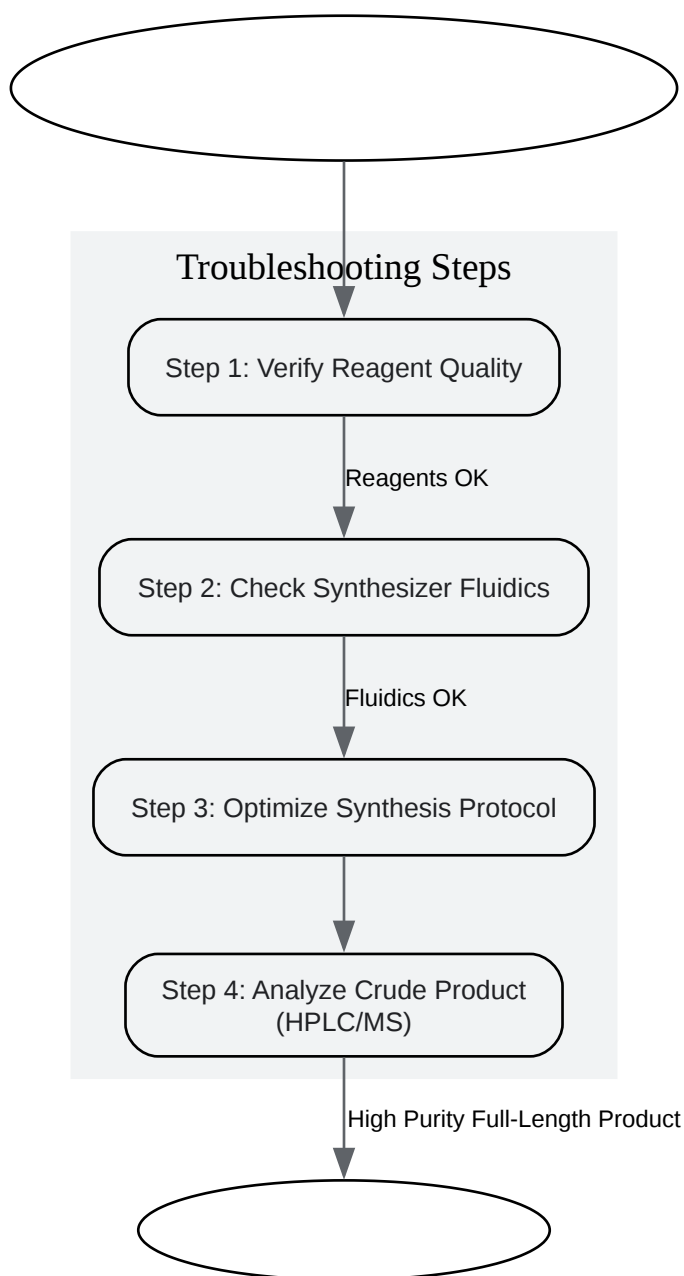 Troubleshooting Steps
Step 1: Verify Reagent Quality
Reagents OK
Step 2: Check Synthesizer Fluidics
Fluidics OK
Step 3: Optimize Synthesis Protocol
Step 4: Analyze Crude Product
(HPLC/MS)
High Purity Full-Length Product